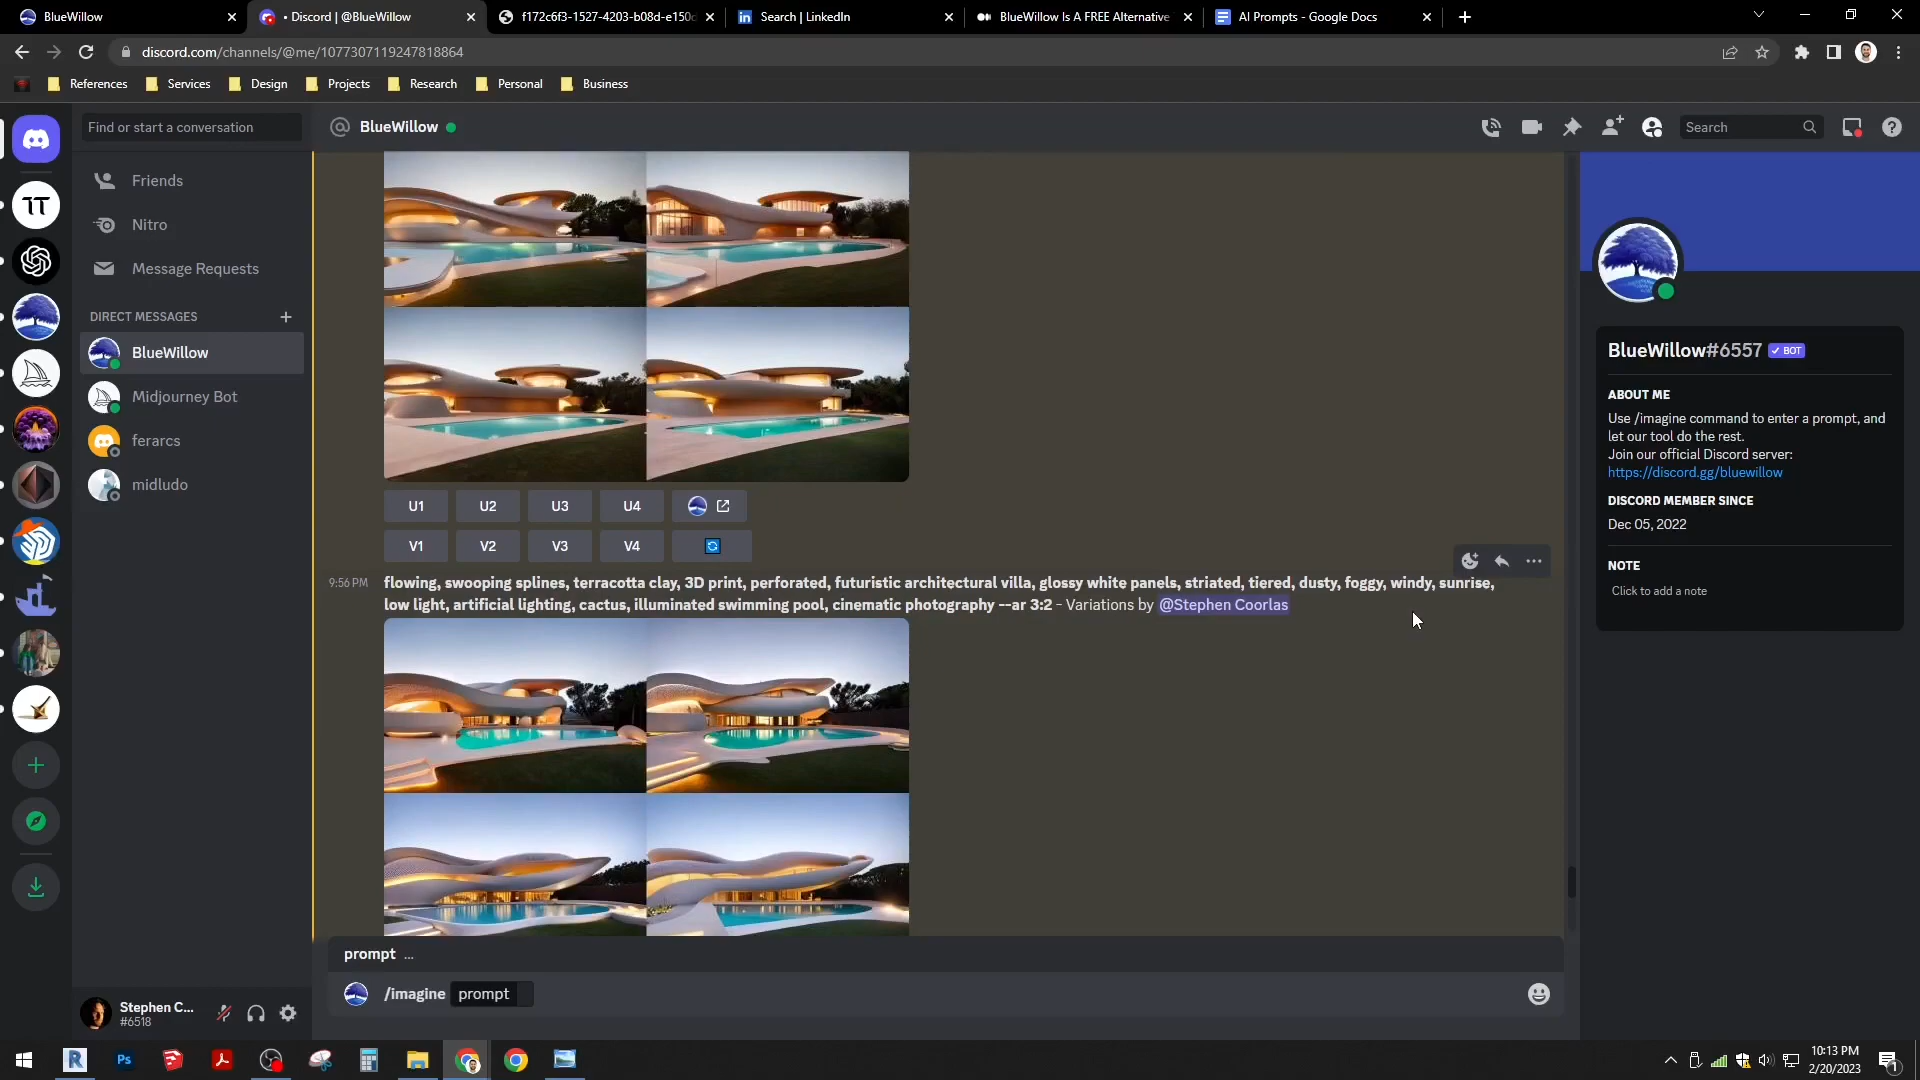 BlueWillow
• Discord | @BlueWillow
f172c6f3-1527-4203-b08d-e150
Search | LinkedIn
BlueWillow Is A FREE Alternative
AI Prompts - Google Docs
discord.com/channels/@me/1077307119247818864
References
Services
Design
Projects
Research
Personal
Business
Find or start a conversation
BlueWillow
Search
Friends
Nitro
Message Requests
DIRECT MESSAGES
BlueWillow
Midjourney Bot
ferarcs
midludo
U1
U2
U3
U4
V1
V2
V3
V4
9:56 PM
flowing, swooping splines, terracotta clay, 3D print, perforated, futuristic architectural villa, glossy white panels, striated, tiered, dusty, foggy, windy, sunrise,
low light, artificial lighting, cactus, illuminated swimming pool, cinematic photography --ar 3:2 - Variations by @Stephen Coorlas
prompt ...
/imagine prompt
BlueWillow#6557
BOT
ABOUT ME
Use /imagine command to enter a prompt, and
let our tool do the rest.
Join our official Discord server:
https://discord.gg/bluewillow
DISCORD MEMBER SINCE
Dec 05, 2022
NOTE
Click to add a note
Stephen C...
#6518
R
Ps
10:13 PM
2/20/2023
1